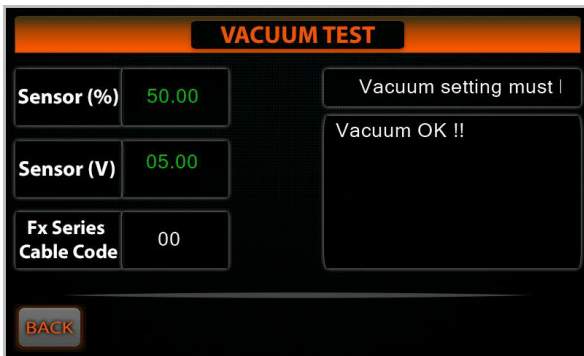 VACUUM TEST
Sensor (%) 50.00
Vacuum setting must
Vacuum OK !!
Sensor (V) 05.00
Fx Series
Cable Code
00
BACK